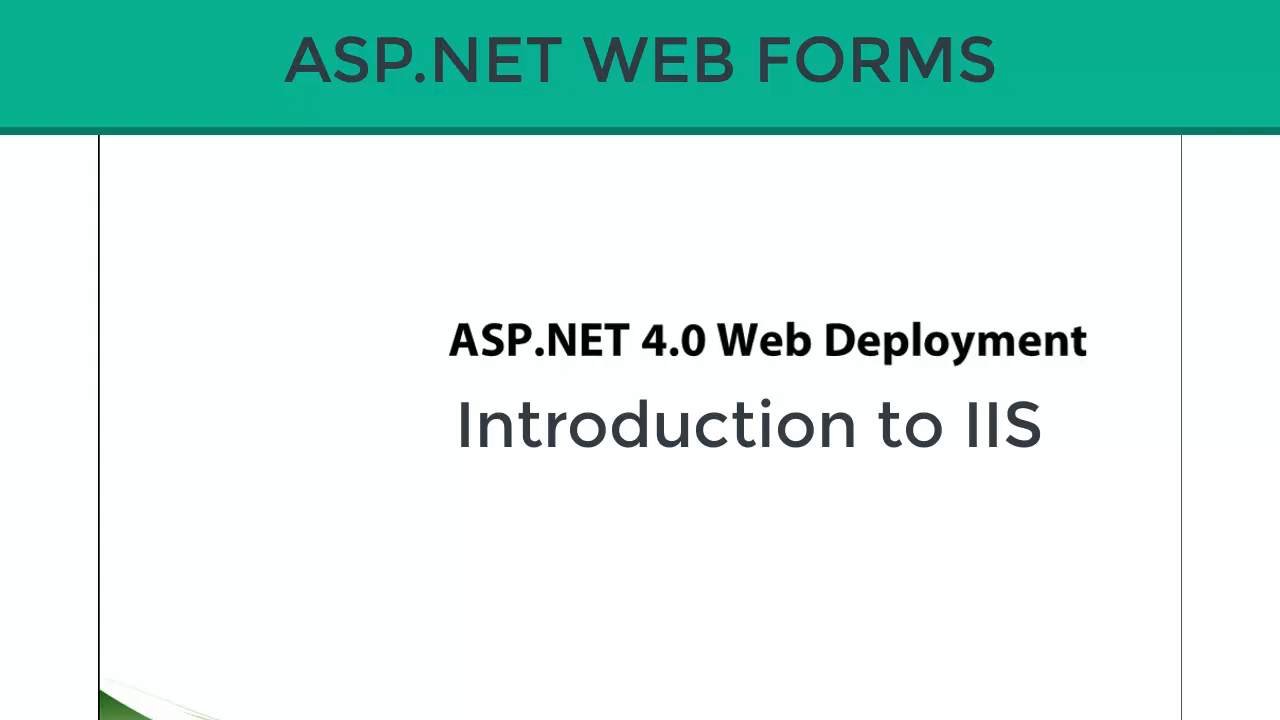 ASP.NET WEB FORMS
ASP.NET 4.0 Web Deployment
Introduction to IIS